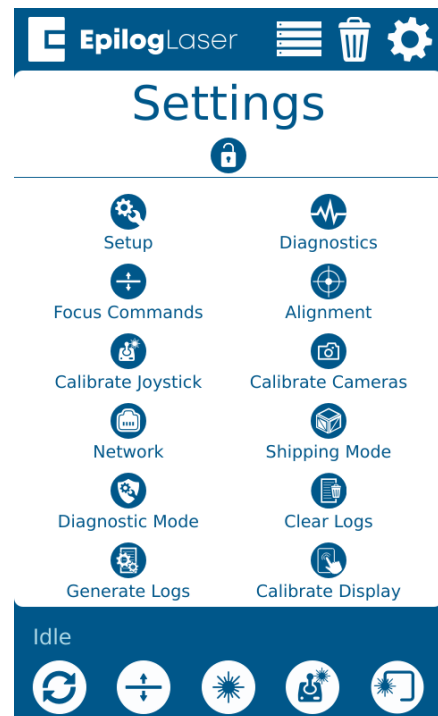 EpilogLaser
Settings
Setup
Diagnostics
Focus Commands
Alignment
Calibrate Joystick
Calibrate Cameras
Network
Shipping Mode
Diagnostic Mode
Clear Logs
Generate Logs
Calibrate Display
Idle